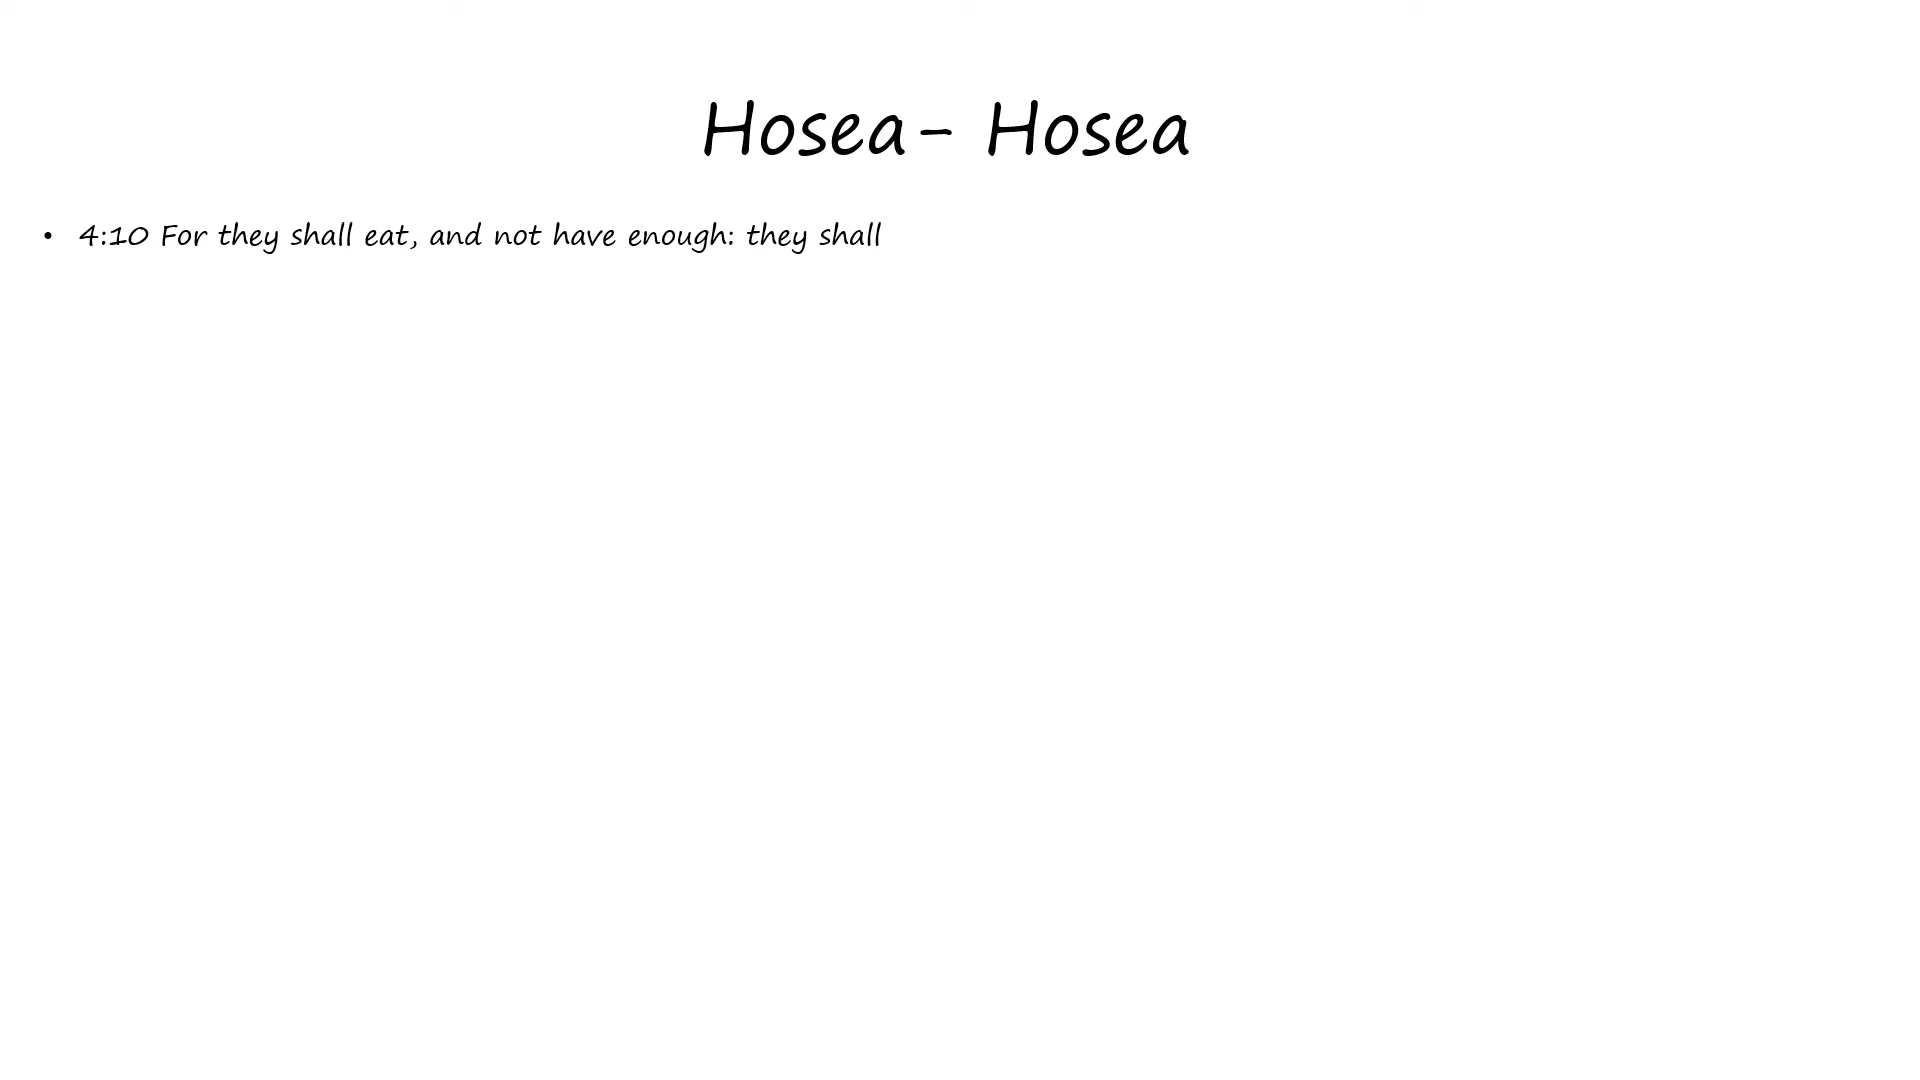 Hosea- Hosea
• 4:10 For they shall eat, and not have enough: they shall